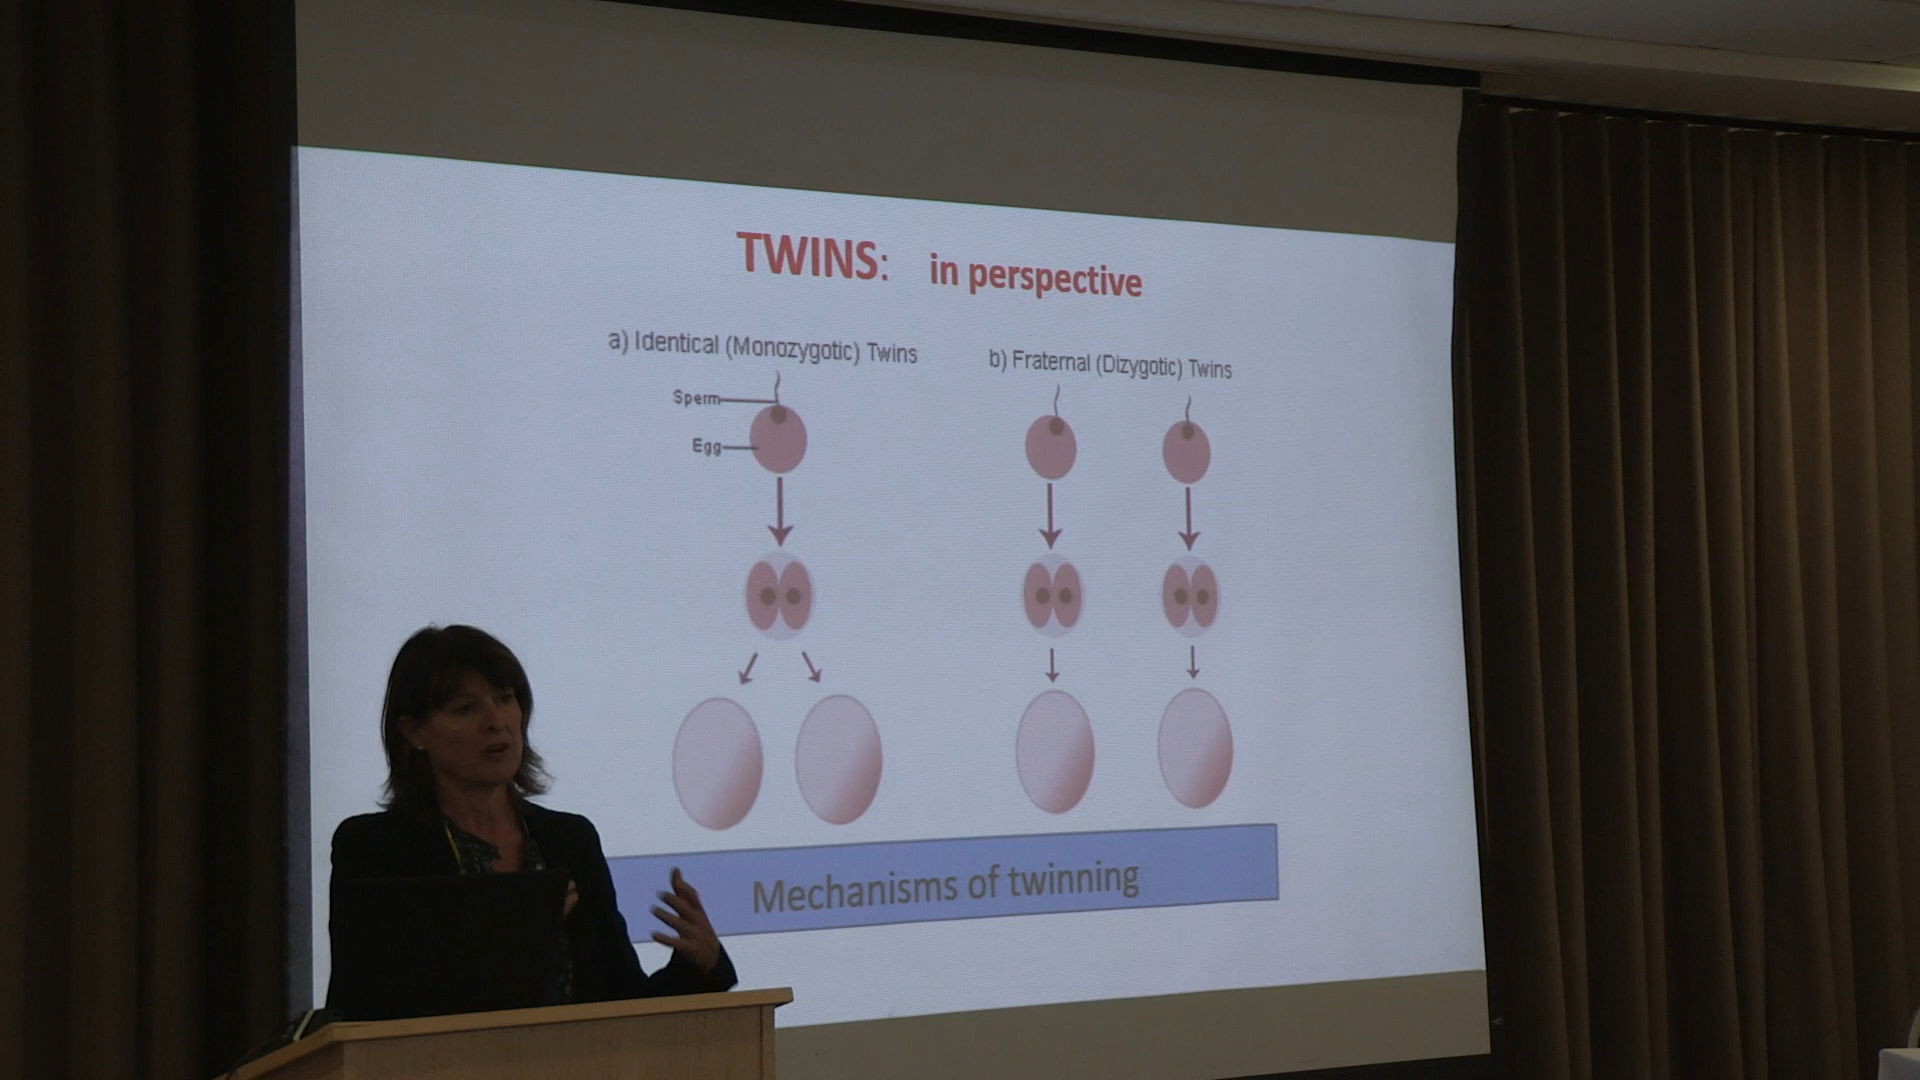 TWINS: in perspective
a) Identical (Monozygotic) Twins
b) Fraternal (Dizygotic) Twins
Sperm
Egg
Mechanisms of twinning